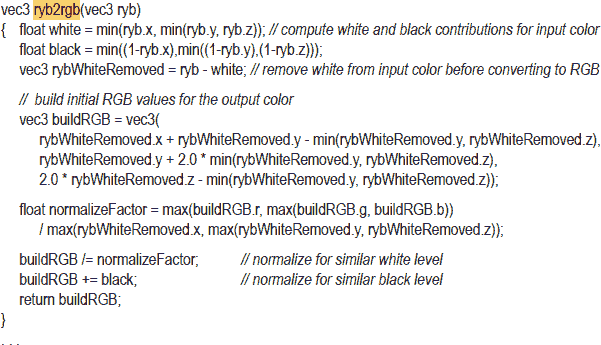 vec3 ryb2rgb(vec3 ryb)
{ float white = min(ryb.x, min(ryb.y, ryb.z)); // compute white and black contributions for input color
float black = min((1-ryb.x),min((1-ryb.y),(1-ryb.z)));
vec3 rybWhiteRemoved = ryb - white; // remove white from input color before converting to RGB
// build initial RGB values for the output color
vec3 buildRGB = vec3(
rybWhiteRemoved.x + rybWhiteRemoved.y - min(rybWhiteRemoved.y, rybWhiteRemoved.z),
rybWhiteRemoved.y + 2.0 * min(rybWhiteRemoved.y, rybWhiteRemoved.z),
2.0 * rybWhiteRemoved.z - min(rybWhiteRemoved.y, rybWhiteRemoved.z));
float normalizeFactor = max(buildRGB.r, max(buildRGB.g, buildRGB.b))
/ max(rybWhiteRemoved.x, max(rybWhiteRemoved.y, rybWhiteRemoved.z));
buildRGB /= normalizeFactor; // normalize for similar white level
buildRGB += black; // normalize for similar black level
return buildRGB;
}
. . .